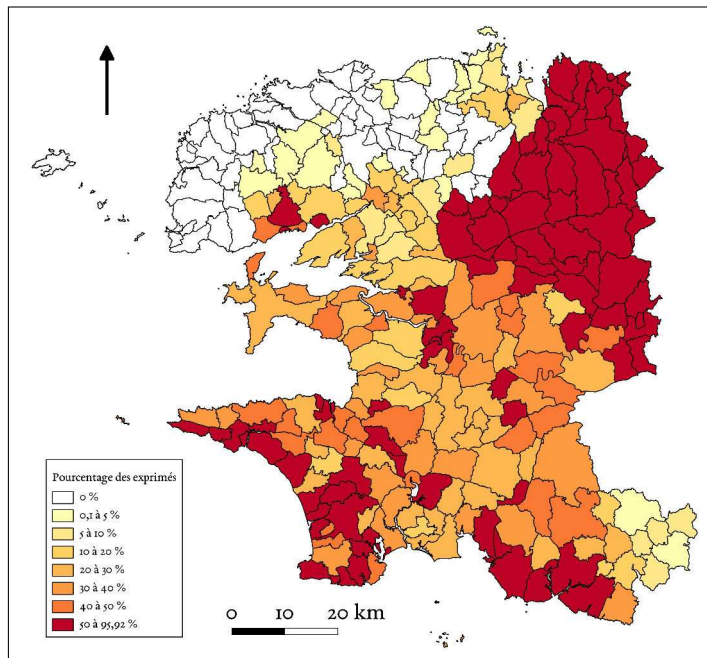 Pourcentage des exprimés
0 %
0,1 à 5 %
5 à 10 %
10 à 20 %
20 à 30 %
30 à 40 %
40 à 50 %
50 à 95,92 %
0 10 20 km